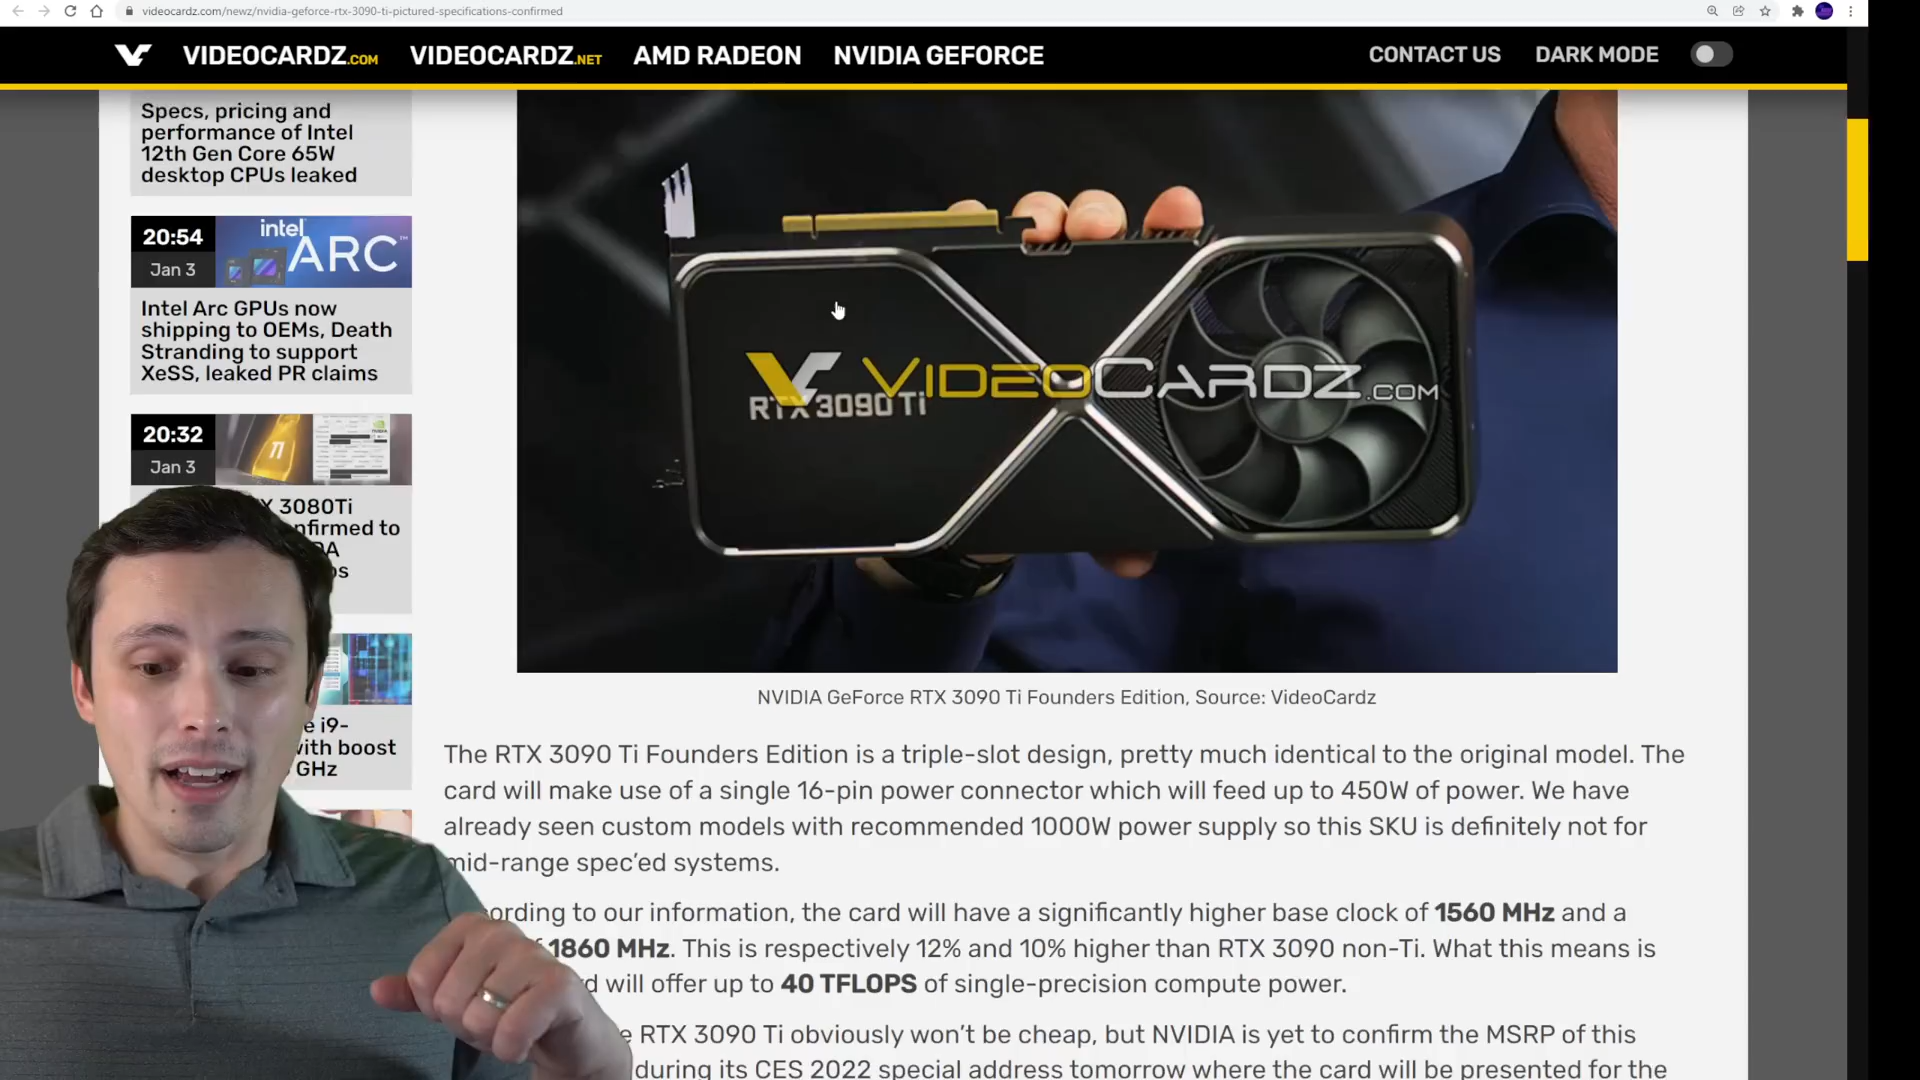 videocardz.com/newz/nvidia-geforce-rtx-3090-ti-pictured-specifications-confirmed
VIDEOCARDZ.COM VIDEOCARDZ.NET AMD RADEON NVIDIA GEFORCE CONTACT US DARK MODE
Specs, pricing and
performance of Intel
12th Gen Core 65W
desktop CPUs leaked
20:54
Jan 3
intel
ARC™
Intel Arc GPUs now
shipping to OEMs, Death
Stranding to support
XeSS, leaked PR claims
20:32
Jan 3
TI
X 3080Ti
nfirmed to
DA
os
e i9-
with boost
GHz
VIDEOCARDZ.COM
RTX 3090 Ti
NVIDIA GeForce RTX 3090 Ti Founders Edition, Source: VideoCardz
The RTX 3090 Ti Founders Edition is a triple-slot design, pretty much identical to the original model. The
card will make use of a single 16-pin power connector which will feed up to 450W of power. We have
already seen custom models with recommended 1000W power supply so this SKU is definitely not for
mid-range spec'ed systems.
ording to our information, the card will have a significantly higher base clock of 1560 MHz and a
f 1860 MHz. This is respectively 12% and 10% higher than RTX 3090 non-Ti. What this means is
d will offer up to 40 TFLOPS of single-precision compute power.
e RTX 3090 Ti obviously won't be cheap, but NVIDIA is yet to confirm the MSRP of this
during its CES 2022 special address tomorrow where the card will be presented for the